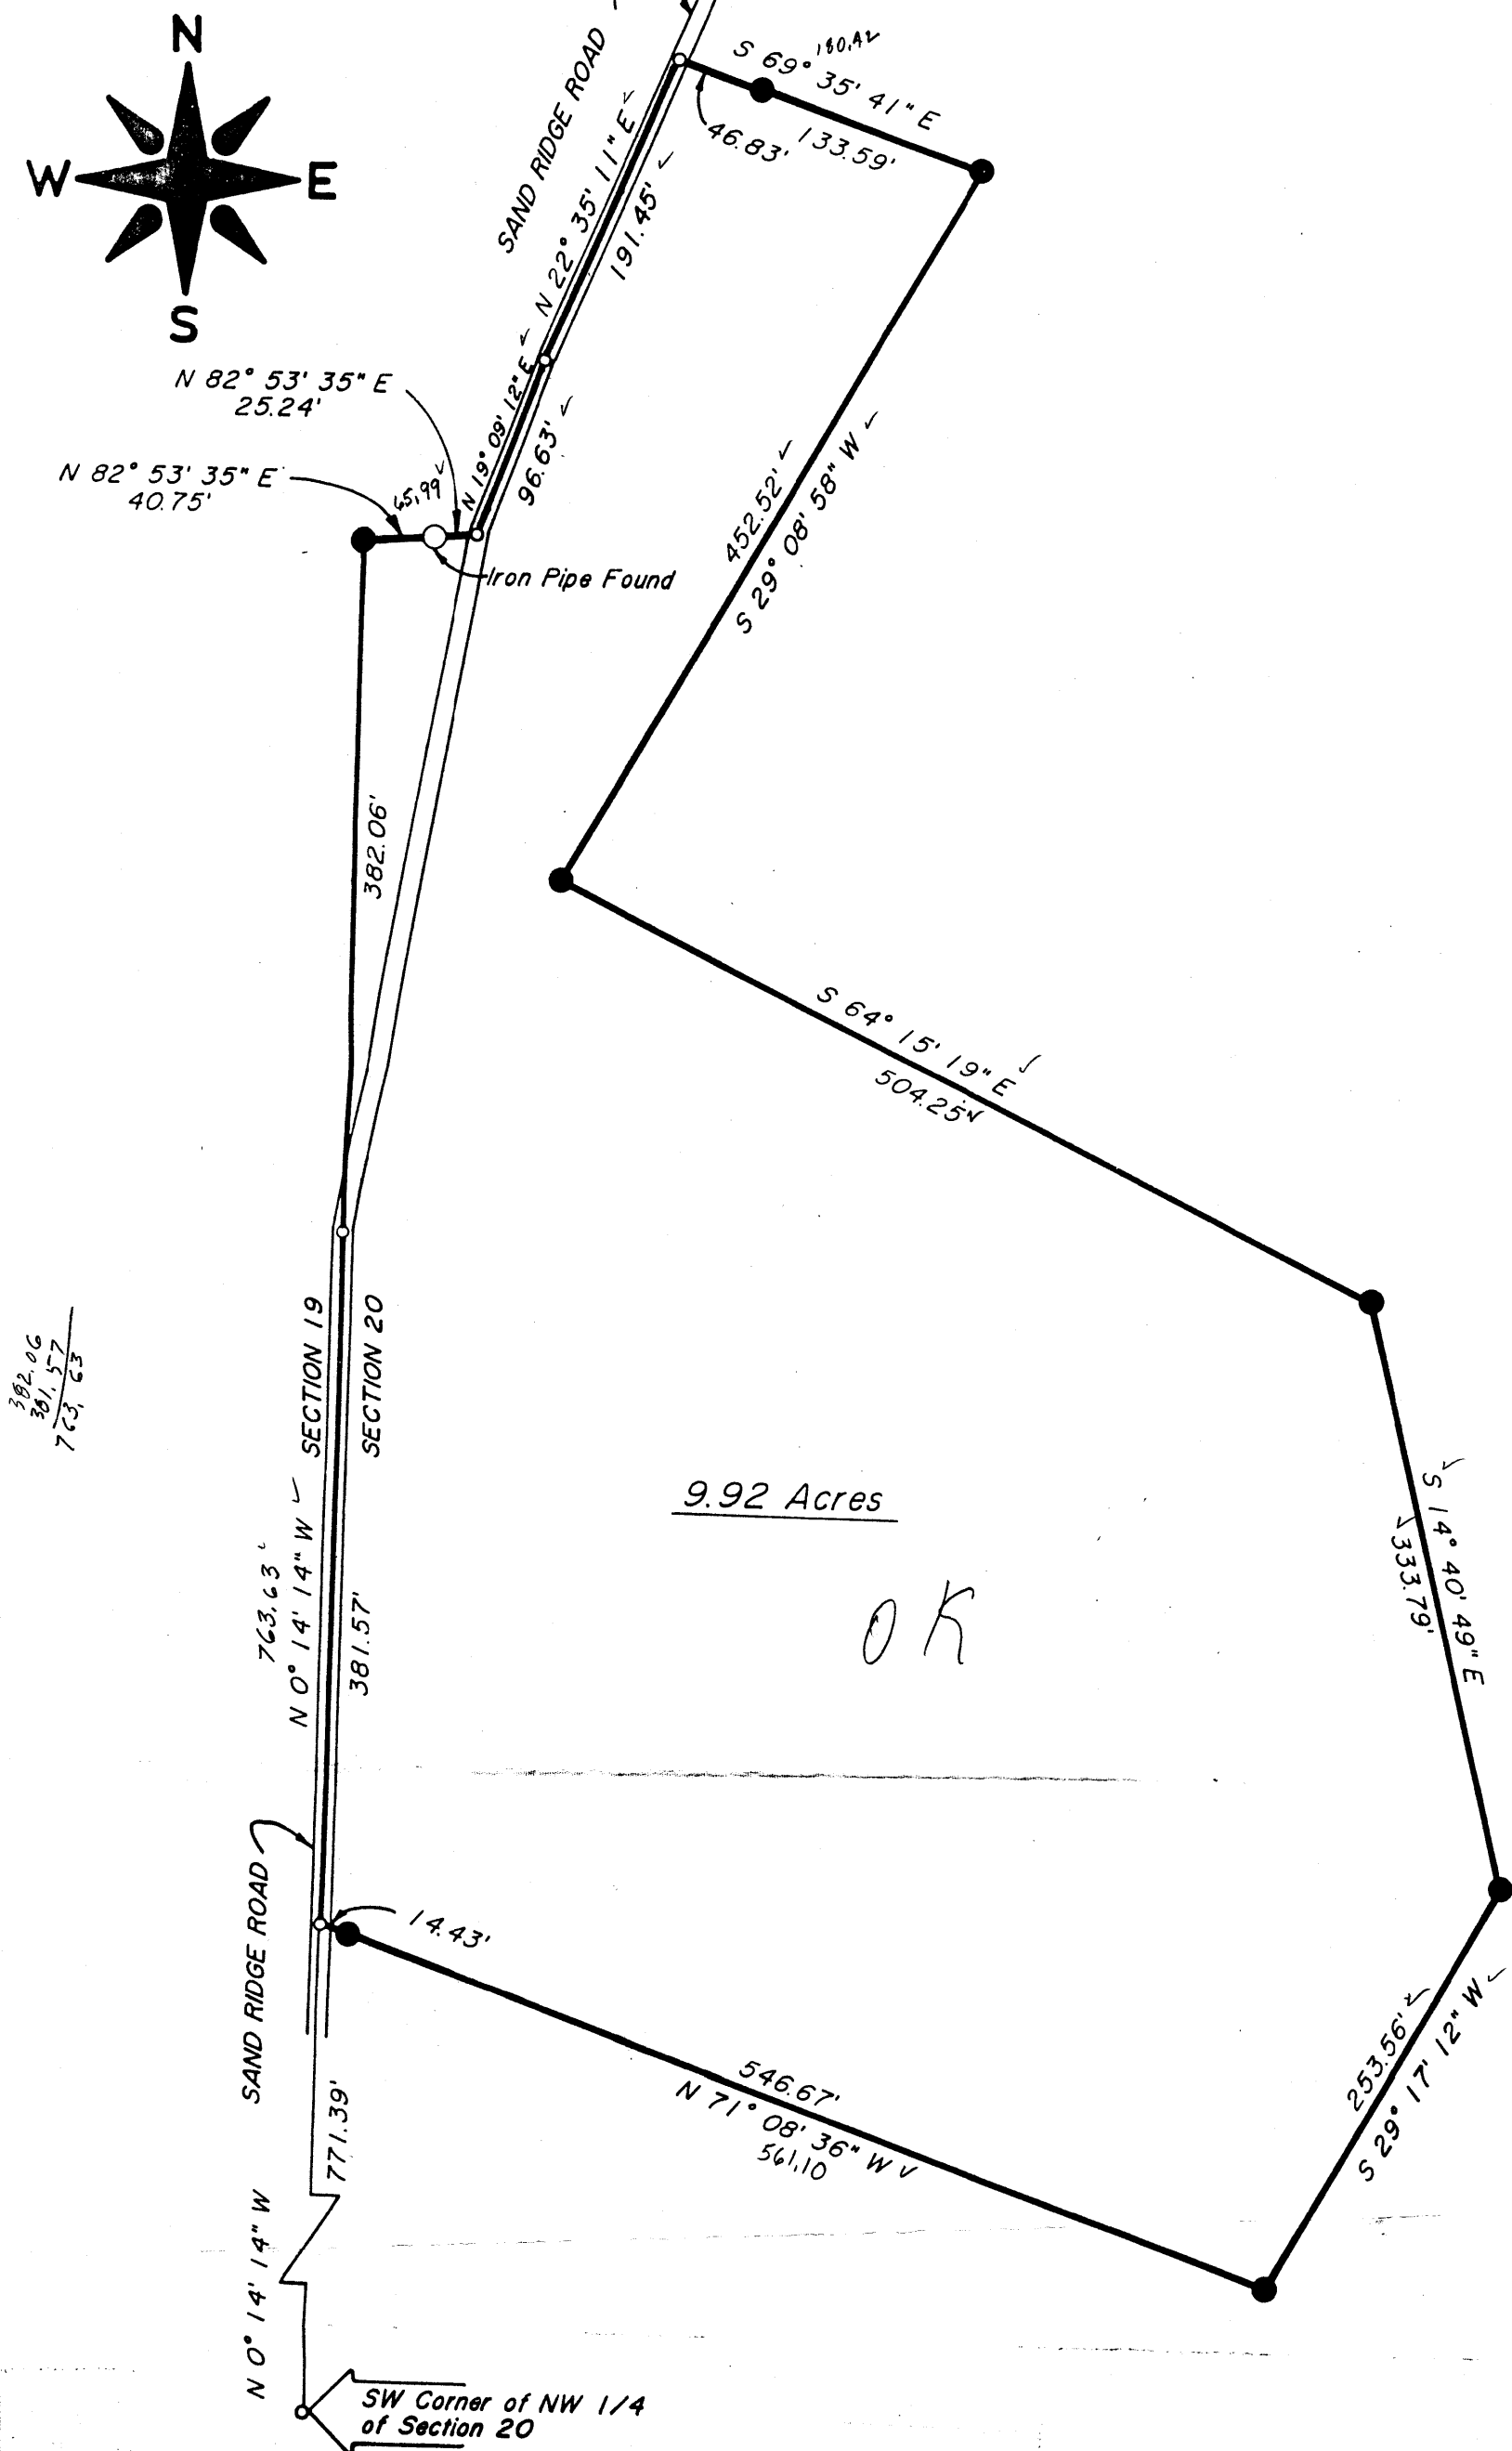 N
W E
S
SAND RIDGE ROAD
S 69° 35' 41" E
180.42
46.83'
133.59'
N 22° 35' 11" E
191.45'
N 19° 09' 12" E
96.63'
N 82° 53' 35" E
25.24'
N 82° 53' 35" E
40.75'
65.99
Iron Pipe Found
452.52'
S 29° 08' 58" W
382.06'
S 64° 15' 19" E
504.25
SECTION 19
SECTION 20
382.06
381.57
763.63
9.92 Acres
OK
763.63
N 0° 14' 14" W
381.57'
S 14° 40' 49" E
333.79'
SAND RIDGE ROAD
14.43'
253.56'
S 29° 17' 12" W
546.67'
N 71° 08' 36" W
561.10
771.39'
N 0° 14' 14" W
SW Corner of NW 1/4
of Section 20